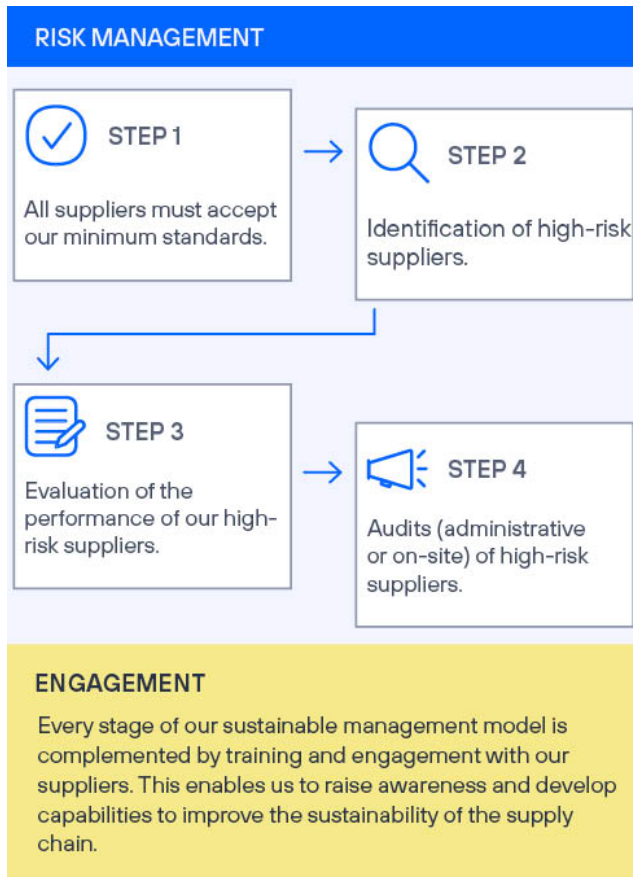 RISK MANAGEMENT
STEP 1
All suppliers must accept
our minimum standards.
STEP 2
Identification of high-risk
suppliers.
STEP 3
Evaluation of the
performance of our high-
risk suppliers.
STEP 4
Audits (administrative
or on-site) of high-risk
suppliers.
ENGAGEMENT
Every stage of our sustainable management model is
complemented by training and engagement with our
suppliers. This enables us to raise awareness and develop
capabilities to improve the sustainability of the supply
chain.